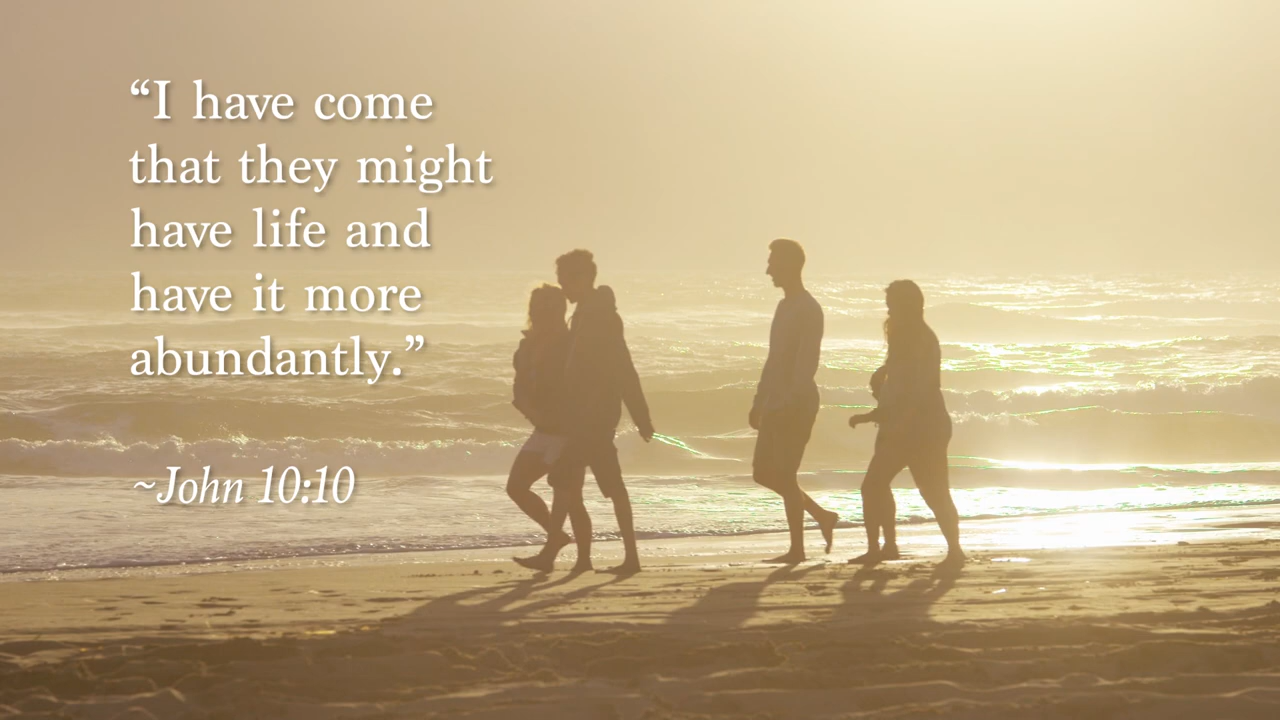 “I have come
that they might
have life and
have it more
abundantly.”
~John 10:10